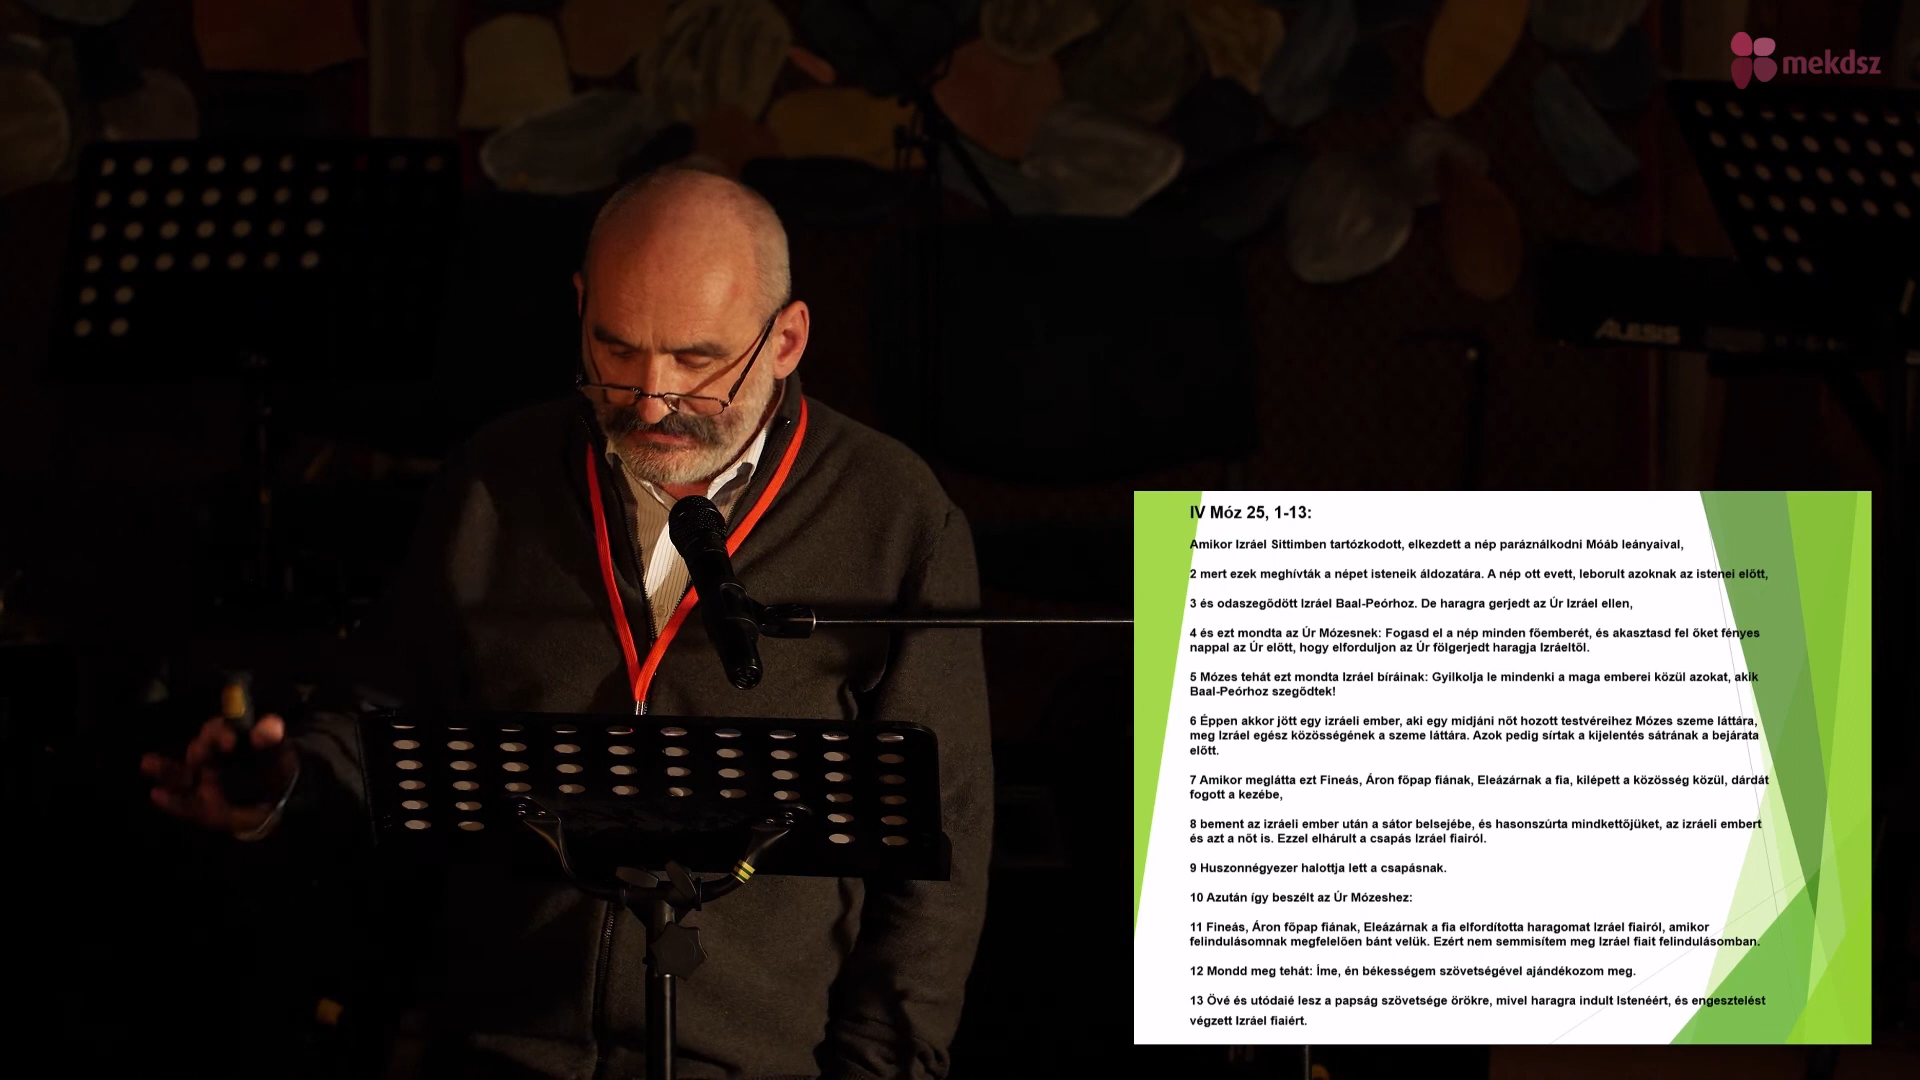 mekdsz
ALESIS
IV Móz 25, 1-13:
Amikor Izráel Sittimben tartózkodott, elkezdett a nép paráználkodni Móáb leányaival,
2 mert ezek meghívták a népet isteneik áldozatára. A nép ott evett, leborult azoknak az istenei előtt,
3 és odaszegődött Izráel Baal-Peórhoz. De haragra gerjedt az Úr Izráel ellen,
4 és ezt mondta az Úr Mózesnek: Fogasd el a nép minden főemberét, és akasztasd fel őket fényes
nappal az Úr előtt, hogy elforduljon az Úr fölgerjedt haragja Izráeltől.
5 Mózes tehát ezt mondta Izráel bíráinak: Gyilkolja le mindenki a maga emberei közül azokat, akik
Baal-Peórhoz szegődtek!
6 Éppen akkor jött egy izráeli ember, aki egy midjáni nőt hozott testvéreihez Mózes szeme láttára,
meg Izráel egész közösségének a szeme láttára. Azok pedig sírtak a kijelentés sátrának a bejárata
előtt.
7 Amikor meglátta ezt Fineás, Áron főpap fiának, Eleázárnak a fia, kilépett a közösség közül, dárdát
fogott a kezébe,
8 bement az izráeli ember után a sátor belsejébe, és hasonszúrta mindkettőjüket, az izráeli embert
és azt a nőt is. Ezzel elhárult a csapás Izráel fiairól.
9 Huszonnégyezer halottja lett a csapásnak.
10 Azután így beszélt az Úr Mózeshez:
11 Fineás, Áron főpap fiának, Eleázárnak a fia elfordította haragomat Izráel fiairól, amikor
felindulásomnak megfelelően bánt velük. Ezért nem semmisítem meg Izráel fiait felindulásomban.
12 Mondd meg tehát: Íme, én békességem szövetségével ajándékozom meg.
13 Övé és utódaié lesz a papság szövetsége örökre, mivel haragra indult Istenéért, és engesztelést
végzett Izráel fiaiért.